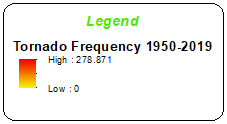 Legend
Tornado Frequency 1950-2019
High : 278.871
Low : 0